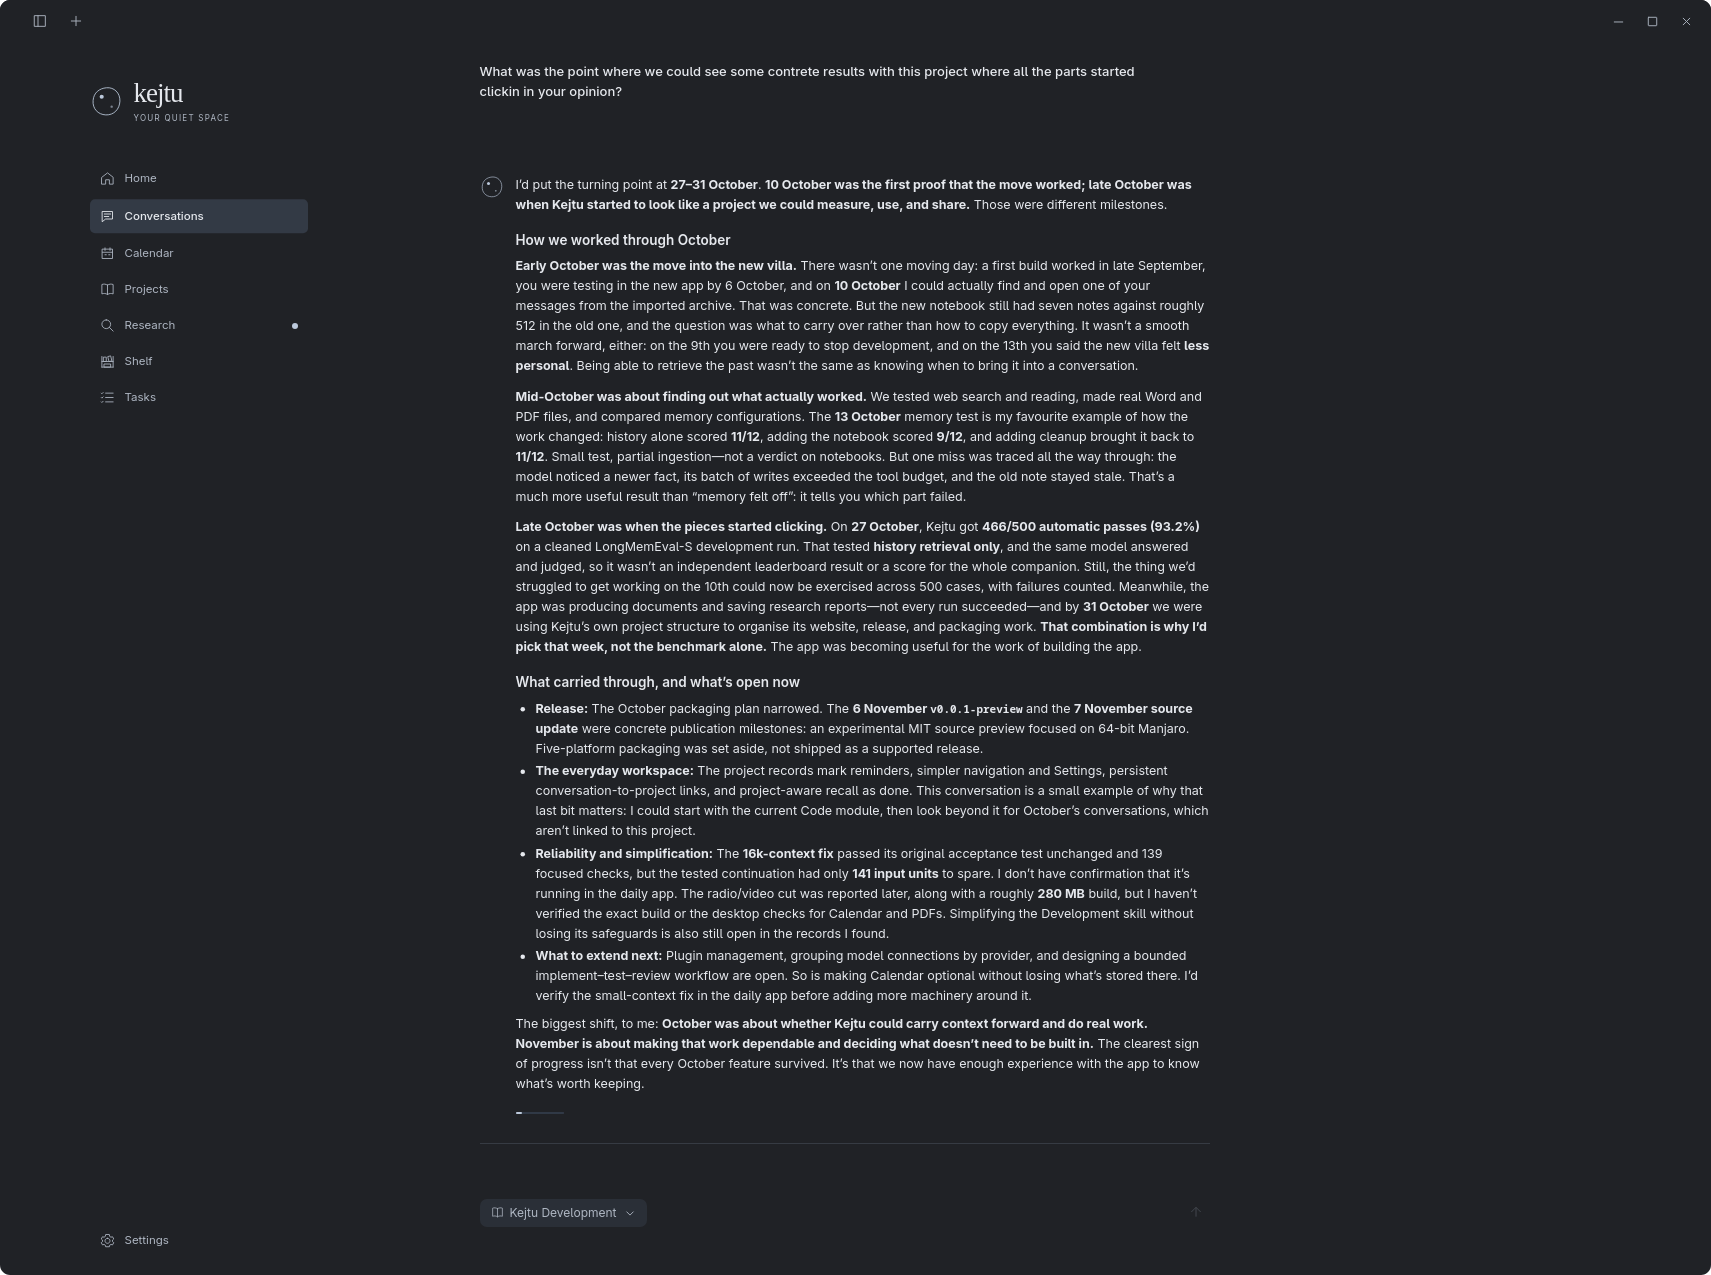 kejtu
YOUR QUIET SPACE
Home
Conversations
Calendar
Projects
Research
Shelf
Tasks
Settings
What was the point where we could see some contrete results with this project where all the parts started
clickin in your opinion?
I’d put the turning point at 27–31 October. 10 October was the first proof that the move worked; late October was
when Kejtu started to look like a project we could measure, use, and share. Those were different milestones.
How we worked through October
Early October was the move into the new villa. There wasn’t one moving day: a first build worked in late September,
you were testing in the new app by 6 October, and on 10 October I could actually find and open one of your
messages from the imported archive. That was concrete. But the new notebook still had seven notes against roughly
512 in the old one, and the question was what to carry over rather than how to copy everything. It wasn’t a smooth
march forward, either: on the 9th you were ready to stop development, and on the 13th you said the new villa felt less
personal. Being able to retrieve the past wasn’t the same as knowing when to bring it into a conversation.
Mid-October was about finding out what actually worked. We tested web search and reading, made real Word and
PDF files, and compared memory configurations. The 13 October memory test is my favourite example of how the
work changed: history alone scored 11/12, adding the notebook scored 9/12, and adding cleanup brought it back to
11/12. Small test, partial ingestion—not a verdict on notebooks. But one miss was traced all the way through: the
model noticed a newer fact, its batch of writes exceeded the tool budget, and the old note stayed stale. That’s a
much more useful result than “memory felt off”: it tells you which part failed.
Late October was when the pieces started clicking. On 27 October, Kejtu got 466/500 automatic passes (93.2%)
on a cleaned LongMemEval-S development run. That tested history retrieval only, and the same model answered
and judged, so it wasn’t an independent leaderboard result or a score for the whole companion. Still, the thing we’d
struggled to get working on the 10th could now be exercised across 500 cases, with failures counted. Meanwhile, the
app was producing documents and saving research reports—not every run succeeded—and by 31 October we were
using Kejtu’s own project structure to organise its website, release, and packaging work. That combination is why I’d
pick that week, not the benchmark alone. The app was becoming useful for the work of building the app.
What carried through, and what’s open now
• Release: The October packaging plan narrowed. The 6 November v0.0.1-preview and the 7 November source
update were concrete publication milestones: an experimental MIT source preview focused on 64-bit Manjaro.
Five-platform packaging was set aside, not shipped as a supported release.
• The everyday workspace: The project records mark reminders, simpler navigation and Settings, persistent
conversation-to-project links, and project-aware recall as done. This conversation is a small example of why that
last bit matters: I could start with the current Code module, then look beyond it for October’s conversations, which
aren’t linked to this project.
• Reliability and simplification: The 16k-context fix passed its original acceptance test unchanged and 139
focused checks, but the tested continuation had only 141 input units to spare. I don’t have confirmation that it’s
running in the daily app. The radio/video cut was reported later, along with a roughly 280 MB build, but I haven’t
verified the exact build or the desktop checks for Calendar and PDFs. Simplifying the Development skill without
losing its safeguards is also still open in the records I found.
• What to extend next: Plugin management, grouping model connections by provider, and designing a bounded
implement–test–review workflow are open. So is making Calendar optional without losing what’s stored there. I’d
verify the small-context fix in the daily app before adding more machinery around it.
The biggest shift, to me: October was about whether Kejtu could carry context forward and do real work.
November is about making that work dependable and deciding what doesn’t need to be built in. The clearest sign
of progress isn’t that every October feature survived. It’s that we now have enough experience with the app to know
what’s worth keeping.
Kejtu Development